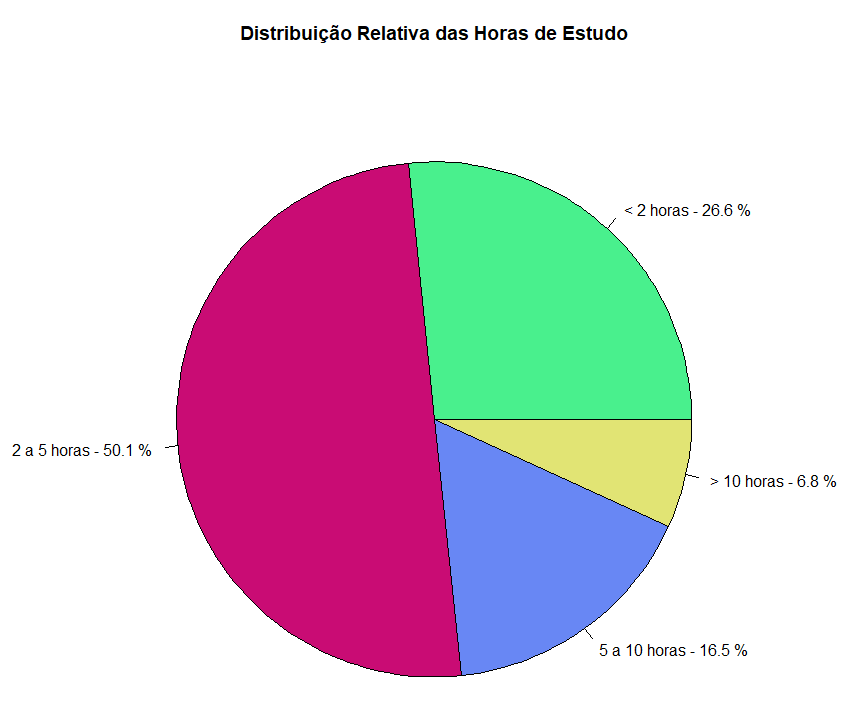 Distribuição Relativa das Horas de Estudo
< 2 horas - 26.6 %
2 a 5 horas - 50.1 %
> 10 horas - 6.8 %
5 a 10 horas - 16.5 %